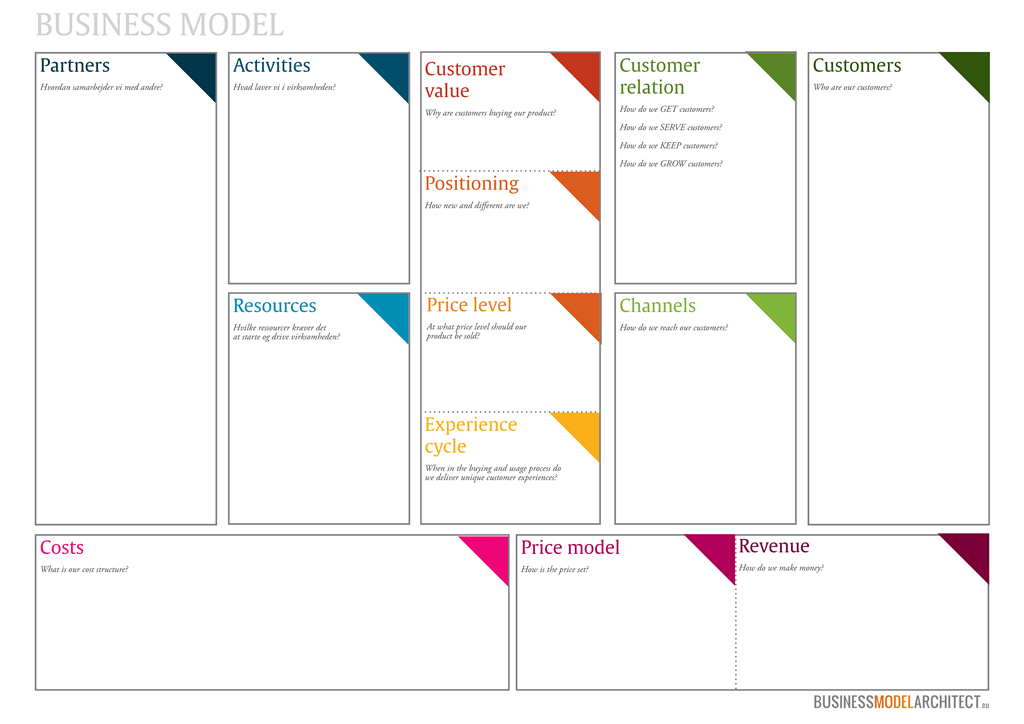 BUSINESS MODEL
Partners
Hvordan samarbejder vi med andre?
Activities
Hvad laver vi i virksomheden?
Resources
Hvilke resourcer kræver det
at starte og drive virksomheden?
Customer
value
Why are customers buying our product?
Positioning
How new and different are we?
Price level
At what price level should our
product be sold?
Experience
cycle
When in the buying and usage process do
we deliver unique customer experiences?
Customer
relation
How do we GET customers?
How do we SERVE customers?
How do we KEEP customers?
How do we GROW customers?
Channels
How do we reach our customers?
Customers
Who are our customers?
Costs
What is our cost structure?
Price model
How is the price set?
Revenue
How do we make money?
BUSINESSMODELARCHITECT.eu